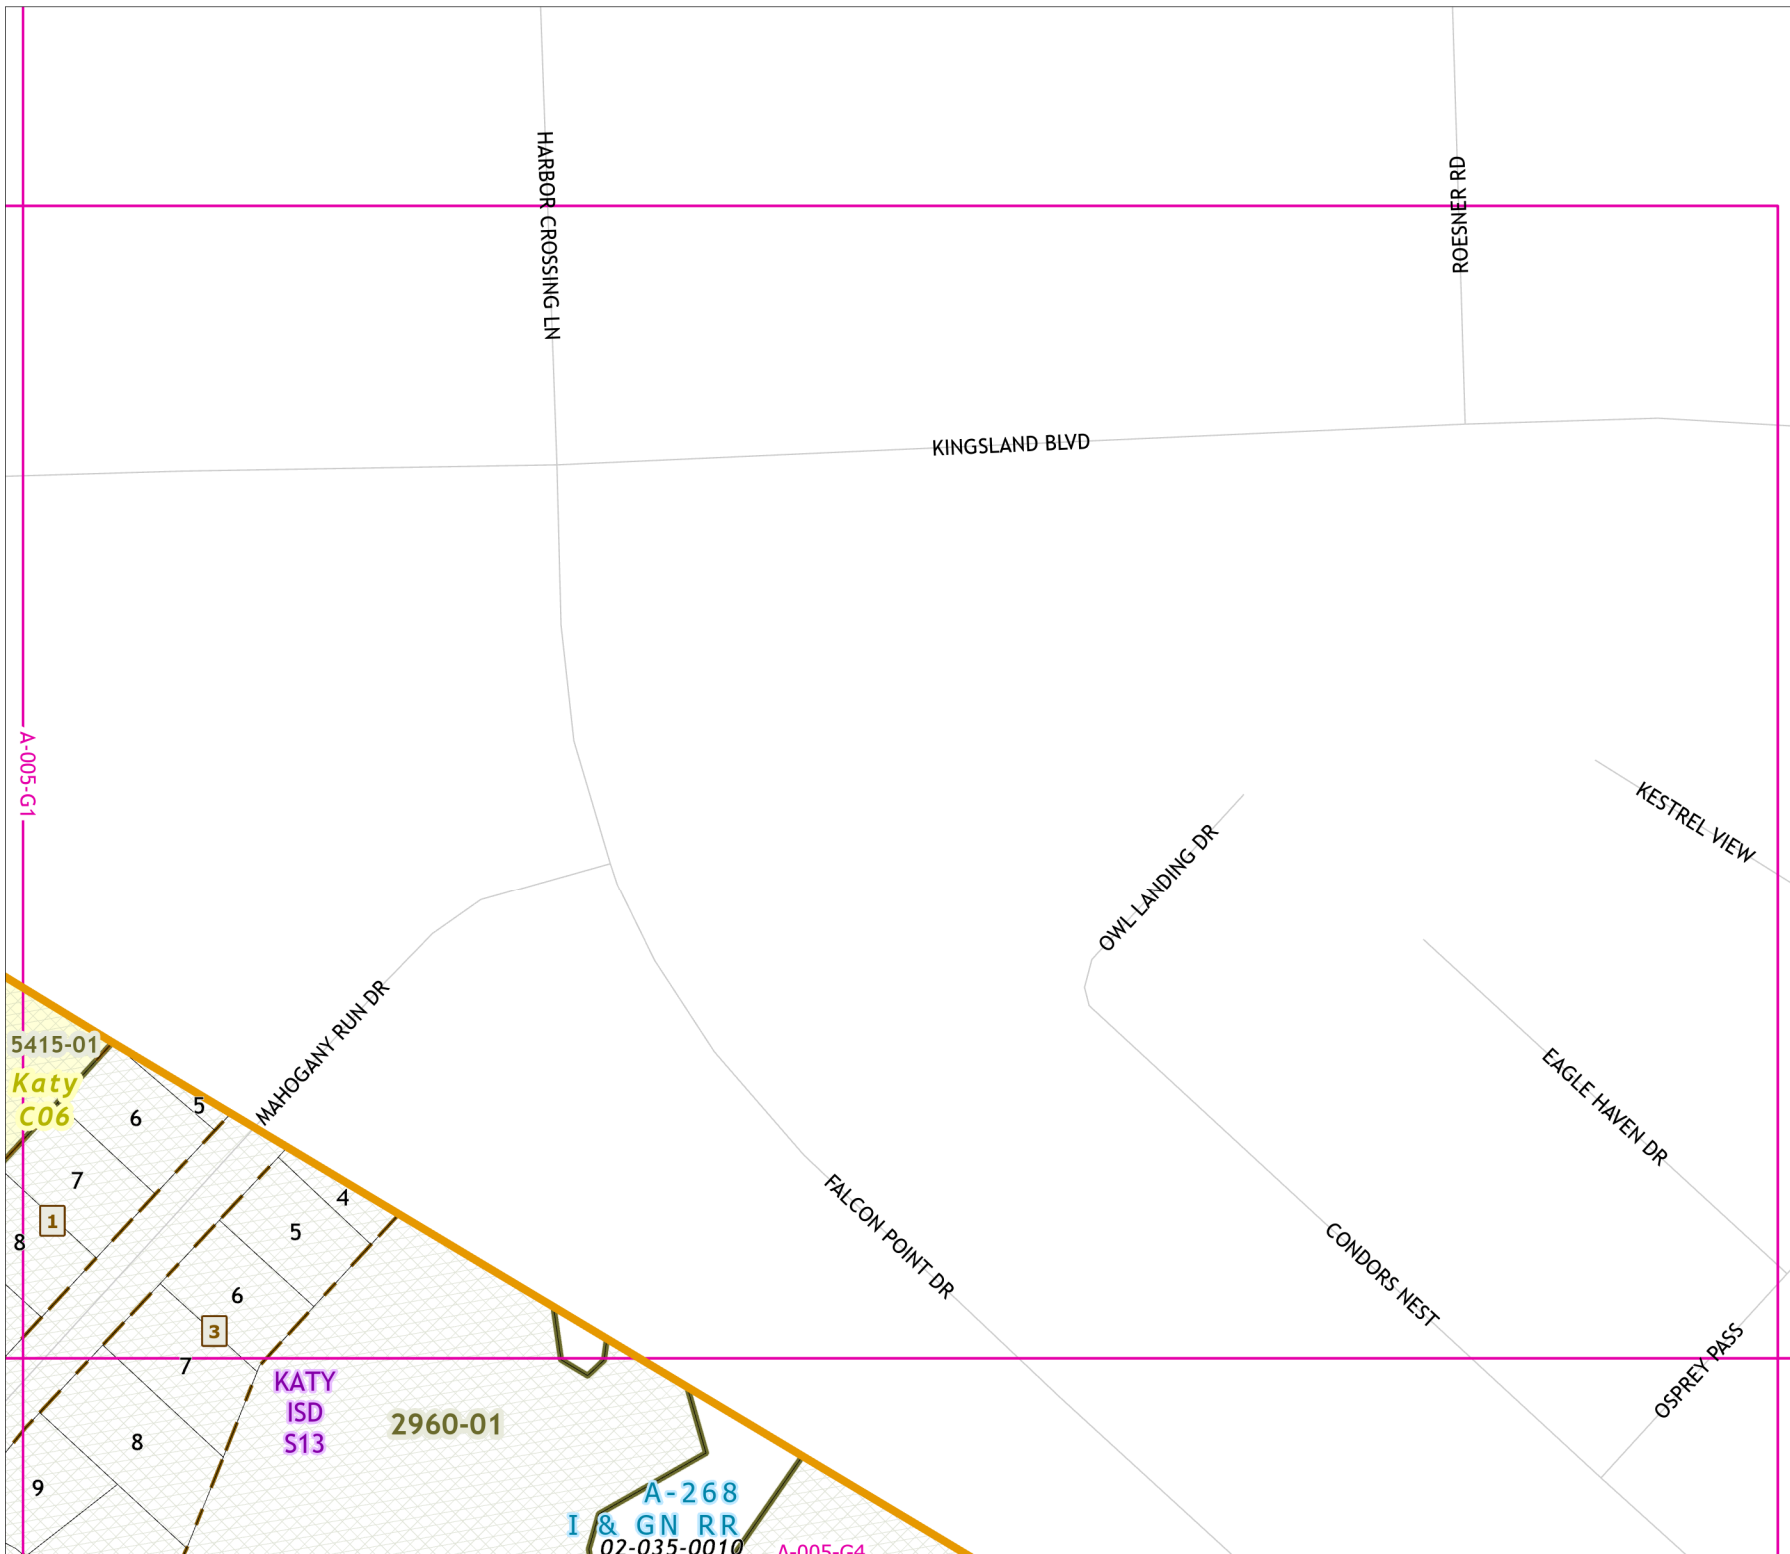 HARBOR CROSSING LN
ROESNER RD
KINGSLAND BLVD
A-005-G1
KESTREL VIEW
OWL LANDING DR
MAHOGANY RUN DR
5415-01
Katy
C06
5
6
7
1
8
4
5
6
3
7
8
9
EAGLE HAVEN DR
FALCON POINT DR
CONDORS NEST
OSPREY PASS
KATY
ISD
S13
2960-01
A-268
I & GN RR
02-035-0010
A-005-G4